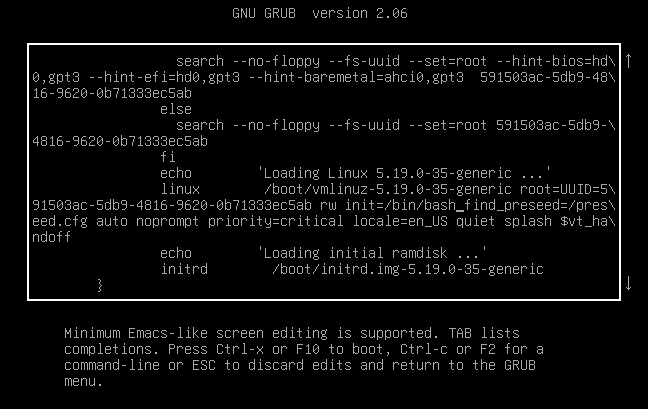 GNU GRUB  version 2.06
search --no-floppy --fs-uuid --set=root --hint-bios=hd\
0,gpt3 --hint-efi=hd0,gpt3 --hint-baremetal=ahci0,gpt3  591503ac-5db9-48\
16-9620-0b71333ec5ab
else
search --no-floppy --fs-uuid --set=root 591503ac-5db9-\
4816-9620-0b71333ec5ab
fi
echo        'Loading Linux 5.19.0-35-generic ...'
linux        /boot/vmlinuz-5.19.0-35-generic root=UUID=5\
91503ac-5db9-4816-9620-0b71333ec5ab rw init=/bin/bash_find_preseed=/pres\
eed.cfg auto noprompt priority=critical locale=en_US quiet splash $vt_ha\
ndoff
echo        'Loading initial ramdisk ...'
initrd        /boot/initrd.img-5.19.0-35-generic
}
Minimum Emacs-like screen editing is supported. TAB lists
completions. Press Ctrl-x or F10 to boot, Ctrl-c or F2 for a
command-line or ESC to discard edits and return to the GRUB
menu.